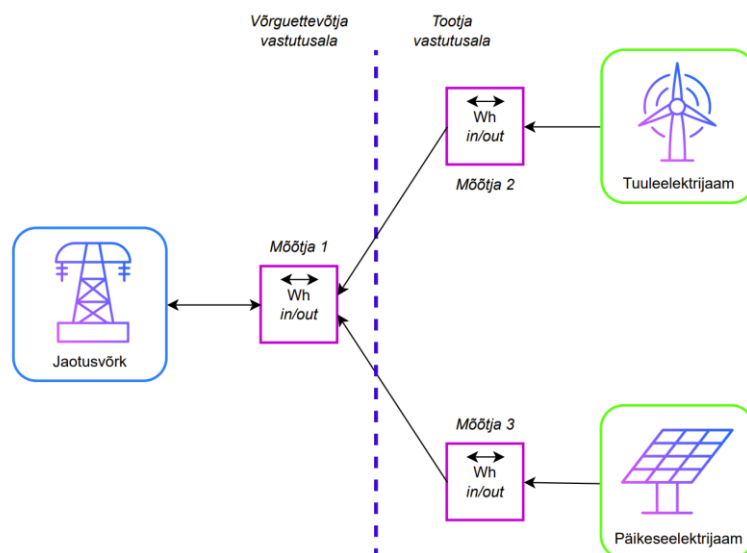 Võrguettevõtja
vastutusala
Tootja
vastutusala
Wh
in/out
Mõõtja 2
Tuuleelektrijaam
Mõõtja 1
Wh
in/out
Jaotusvõrk
Mõõtja 3
Wh
in/out
Päikeseelektrijaam